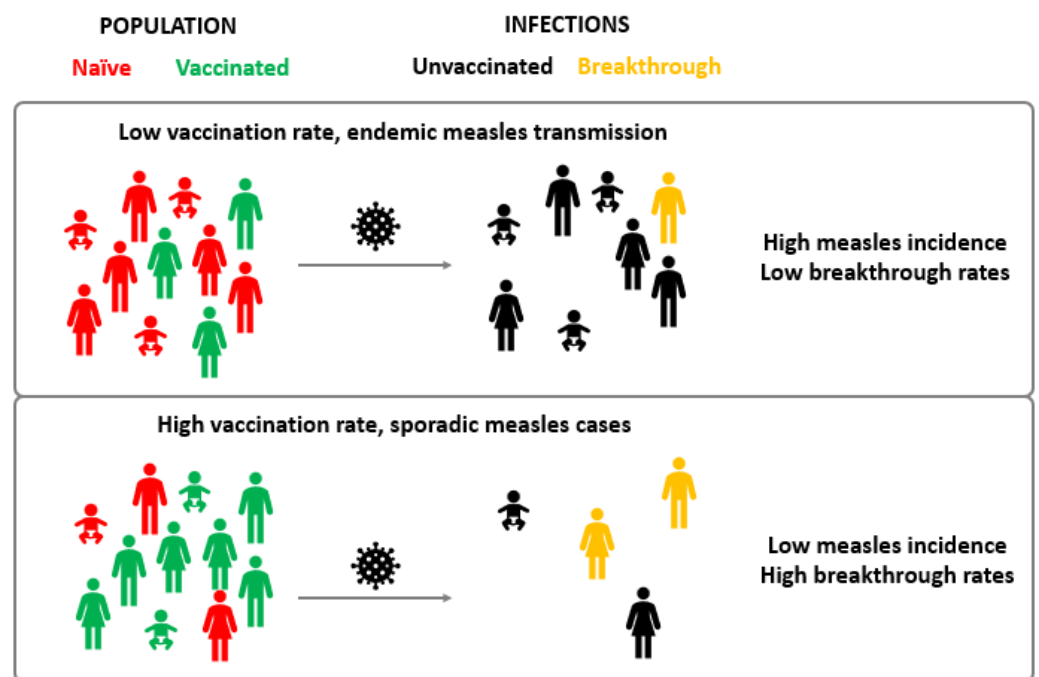 POPULATION
INFECTIONS
Naïve
Vaccinated
Unvaccinated
Breakthrough
Low vaccination rate, endemic measles transmission
High measles incidence
Low breakthrough rates
High vaccination rate, sporadic measles cases
Low measles incidence
High breakthrough rates